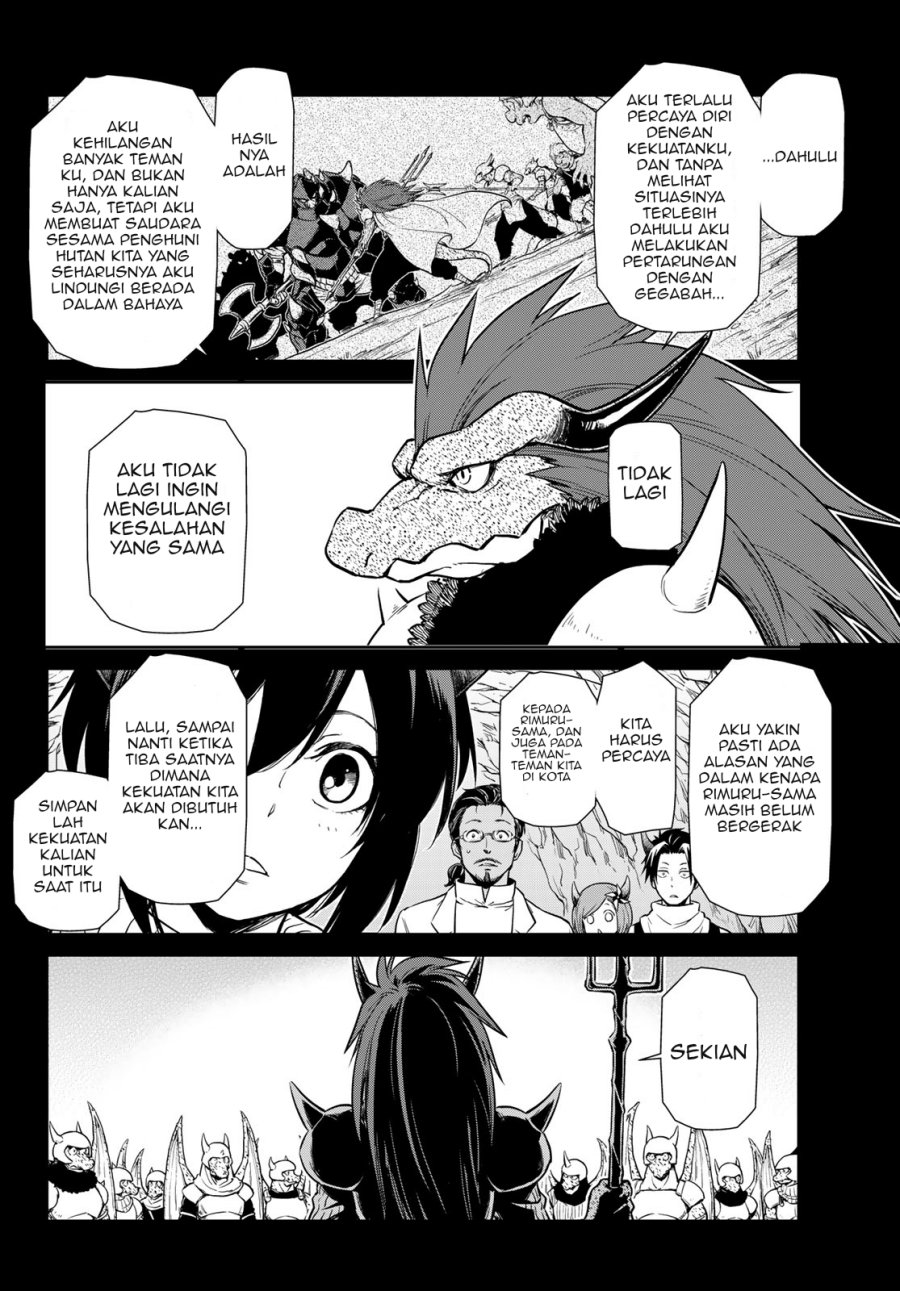 ...DAHULU
AKU TERLALU
PERCAYA DIRI
DENGAN
KEKUATANKU,
DAN TANPA
MELIHAT
SITUASINYA
TERLEBIH
DAHULU AKU
MELAKUKAN
PERTARUNGAN
DENGAN
GEGABAH...
HASIL
NYA
ADALAH
AKU
KEHILANGAN
BANYAK TEMAN
KU, DAN BUKAN
HANYA KALIAN
SAJA, TETAPI AKU
MEMBUAT SAUDARA
SESAMA PENGHUNI
HUTAN KITA YANG
SEHARUSNYA AKU
LINDUNGI BERADA
DALAM BAHAYA
TIDAK
LAGI
AKU TIDAK
LAGI INGIN
MENGULANGI
KESALAHAN
YANG SAMA
AKU YAKIN
PASTI ADA
ALASAN YANG
DALAM KENAPA
RIMURU-SAMA
MASIH BELUM
BERGERAK
KITA
HARUS
PERCAYA
KEPADA
RIMURU-
SAMA, DAN
JUGA PADA
TEMAN-
TEMAN KITA
DI KOTA
LALU, SAMPAI
NANTI KETIKA
TIBA SAATNYA
DIMANA
KEKUATAN KITA
AKAN DIBUTUH
KAN...
SIMPAN
LAH
KEKUATAN
KALIAN
UNTUK
SAAT ITU
SEKIAN